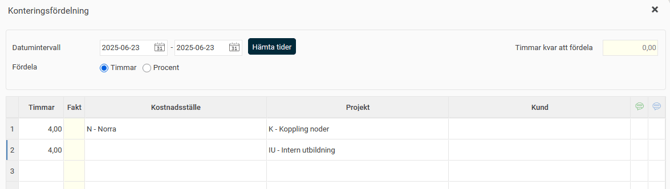 Konteringsfördelning
Datumintervall 2025-06-23 - 2025-06-23 Hämta tider Timmar kvar att fördela 0,00
Fördela Timmar Procent
Timmar Fakt Kostnadsställe Projekt Kund
1 4,00 N - Norra K - Koppling noder
2 4,00 IU - Intern utbildning
3